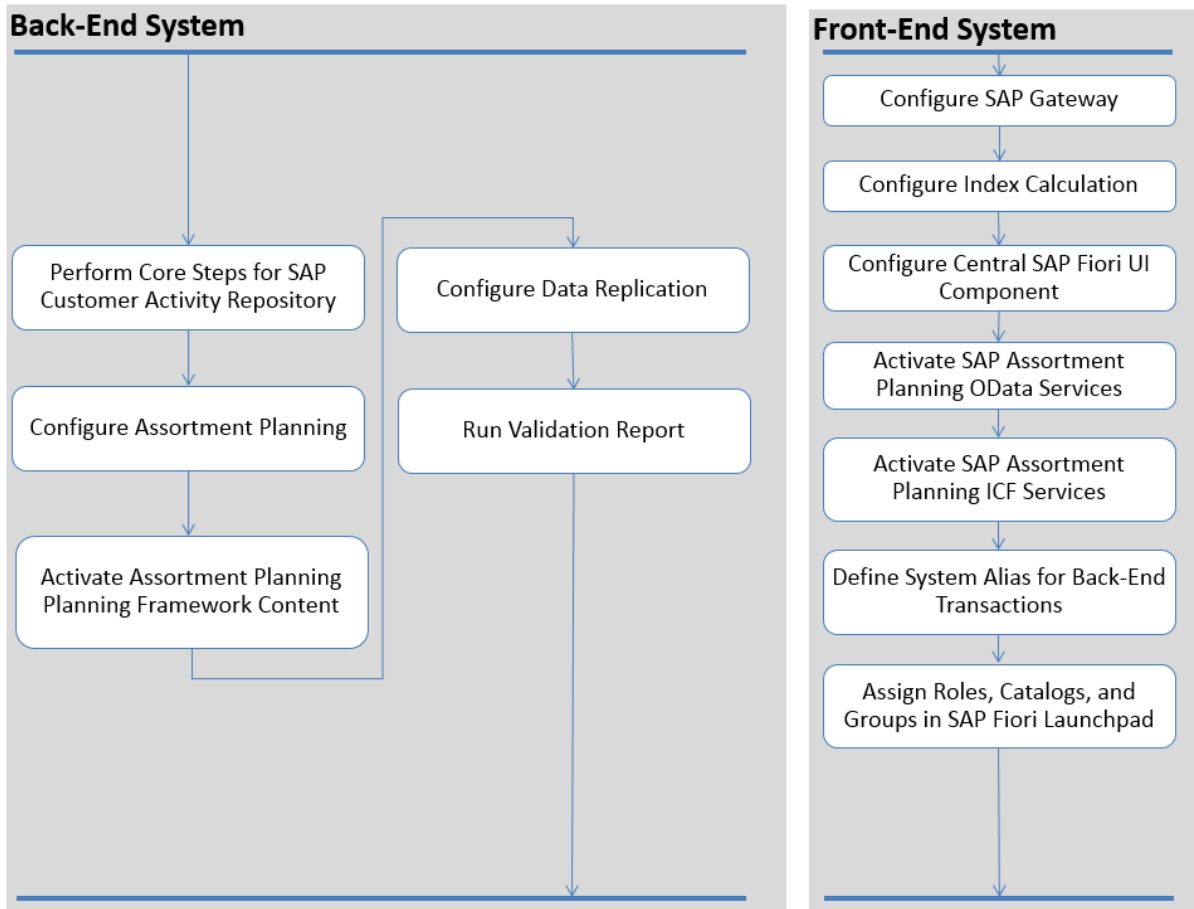 Back-End System
Perform Core Steps for SAP
Customer Activity Repository
Configure Assortment Planning
Activate Assortment Planning
Planning Framework Content
Configure Data Replication
Run Validation Report
Front-End System
Configure SAP Gateway
Configure Index Calculation
Configure Central SAP Fiori UI
Component
Activate SAP Assortment
Planning OData Services
Activate SAP Assortment
Planning ICF Services
Define System Alias for Back-End
Transactions
Assign Roles, Catalogs, and
Groups in SAP Fiori Launchpad